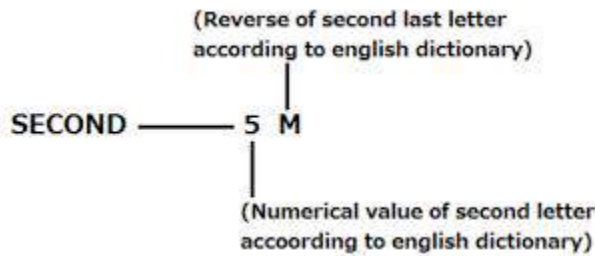 (Reverse of second last letter
according to english dictionary)
SECOND 5 M
(Numerical value of second letter
accoording to english dictionary)